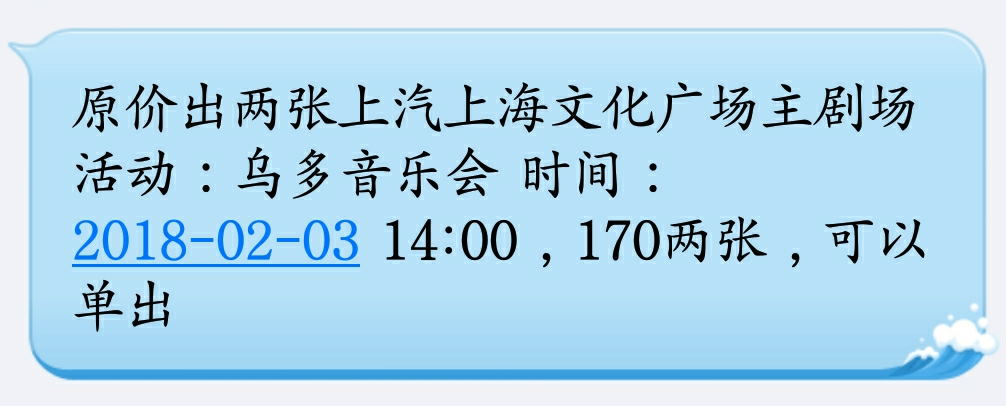 原价出两张上汽上海文化广场主剧场
活动：乌多音乐会 时间：
2018-02-03 14:00，170两张，可以
单出